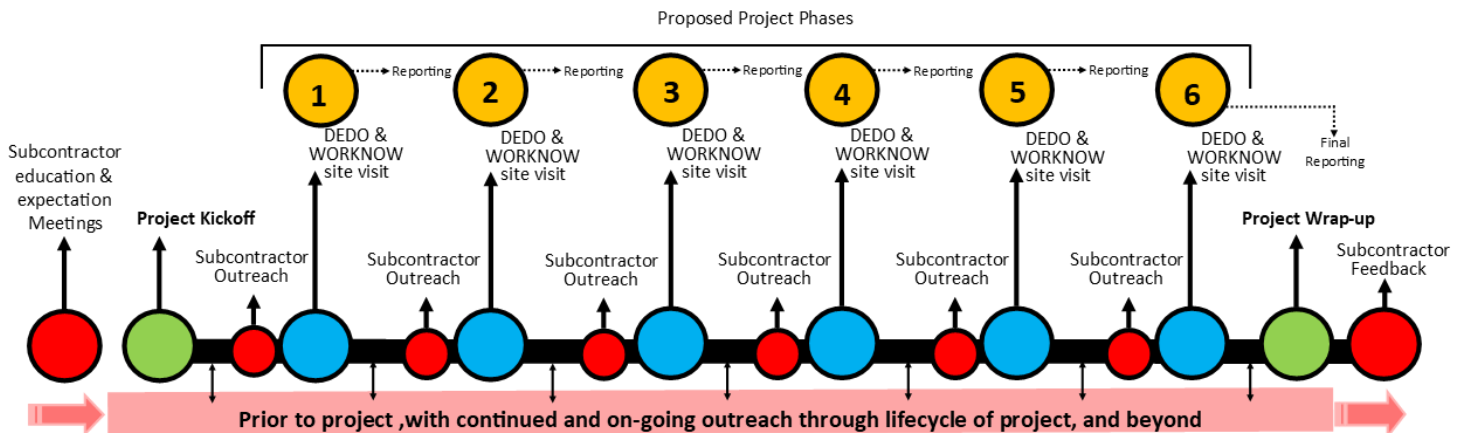 Proposed Project Phases
1
Reporting
2
Reporting
3
Reporting
4
Reporting
5
Reporting
6
Final
Reporting
DEDO &
WORKNOW
site visit
DEDO &
WORKNOW
site visit
DEDO &
WORKNOW
site visit
DEDO &
WORKNOW
site visit
DEDO &
WORKNOW
site visit
DEDO &
WORKNOW
site visit
Subcontractor
education &
expectation
Meetings
Project Kickoff
Subcontractor
Outreach
Subcontractor
Outreach
Subcontractor
Outreach
Subcontractor
Outreach
Subcontractor
Outreach
Subcontractor
Outreach
Project Wrap-up
Subcontractor
Feedback
Prior to project ,with continued and on-going outreach through lifecycle of project, and beyond